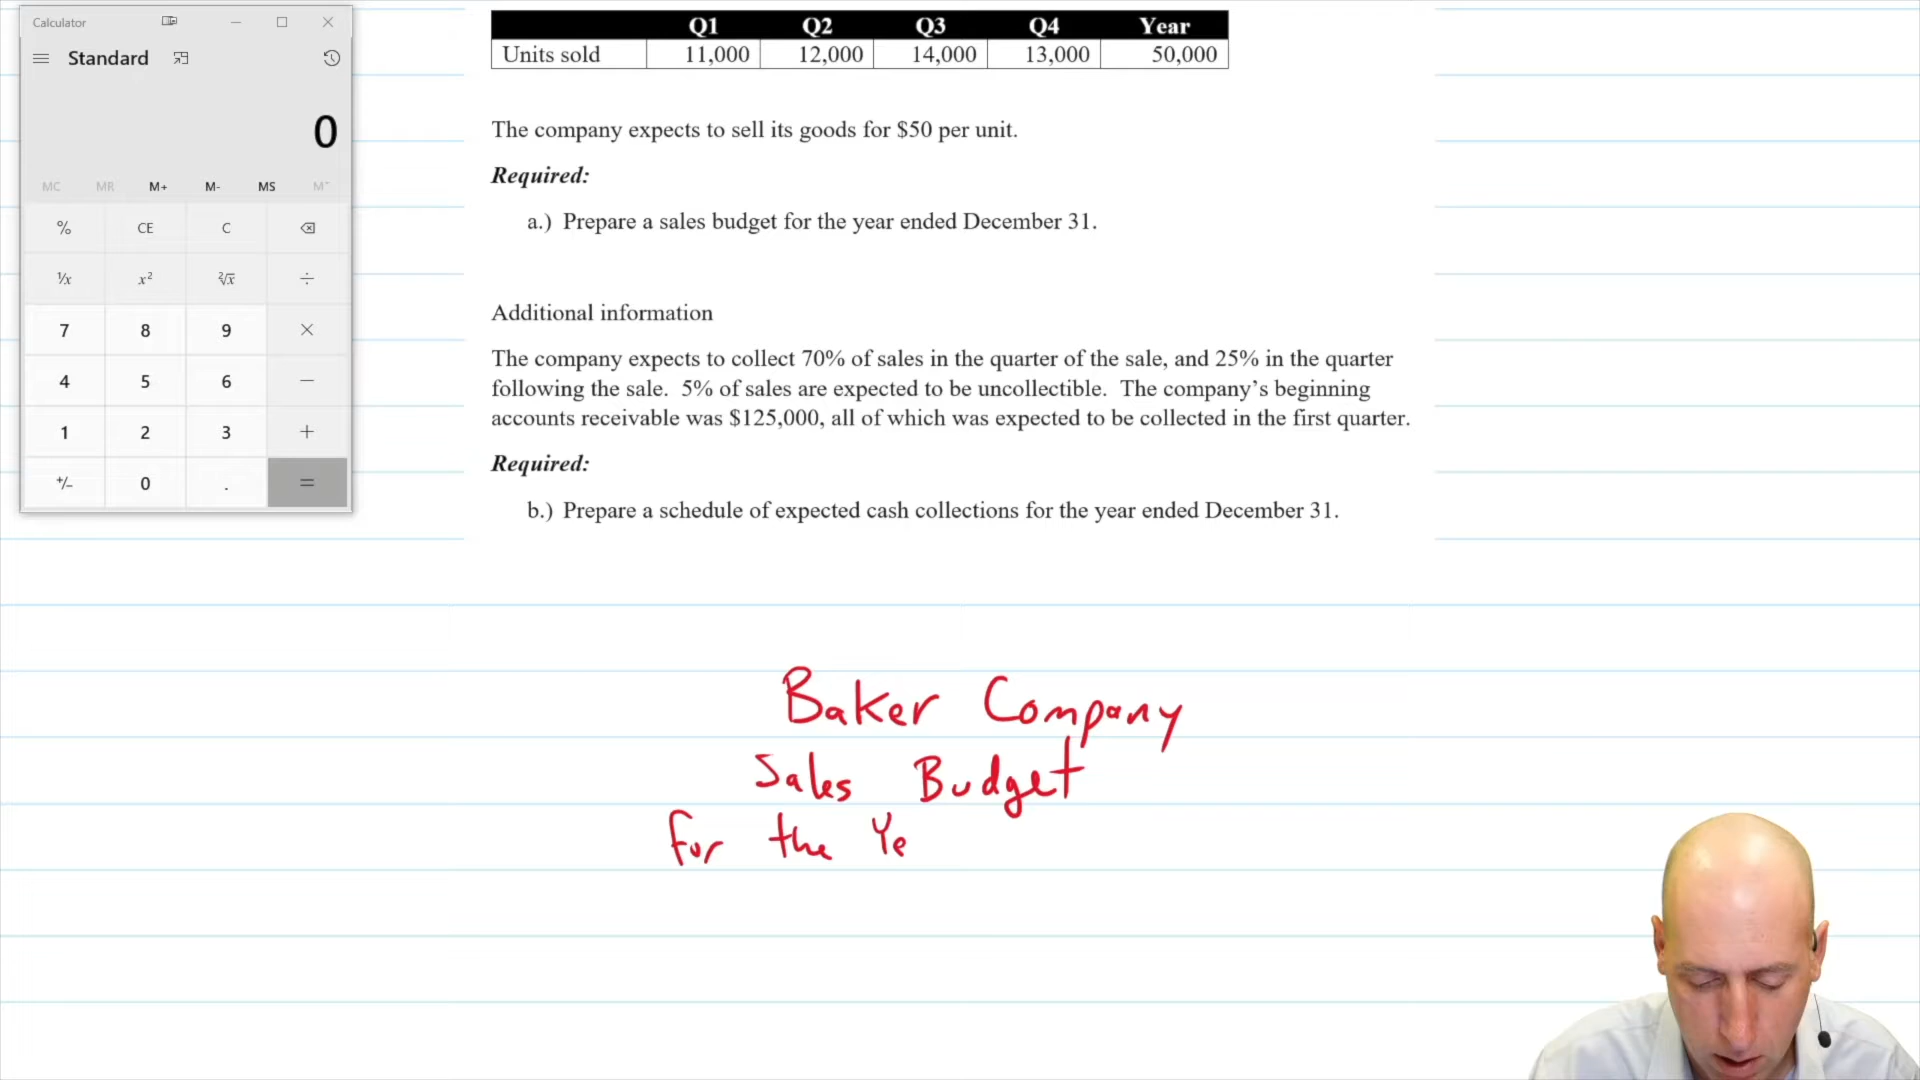 Calculator
Standard
0
MC MR M+ M- MS M˅
% CE C
⅟x x² ²√x ÷
7 8 9 ×
4 5 6 −
1 2 3 +
+/− 0 . =
Q1 Q2 Q3 Q4 Year
Units sold 11,000 12,000 14,000 13,000 50,000
The company expects to sell its goods for $50 per unit.
Required:
a.) Prepare a sales budget for the year ended December 31.
Additional information
The company expects to collect 70% of sales in the quarter of the sale, and 25% in the quarter
following the sale.  5% of sales are expected to be uncollectible.  The company’s beginning
accounts receivable was $125,000, all of which was expected to be collected in the first quarter.
Required:
b.) Prepare a schedule of expected cash collections for the year ended December 31.
Baker Company
Sales Budget
For the Ye